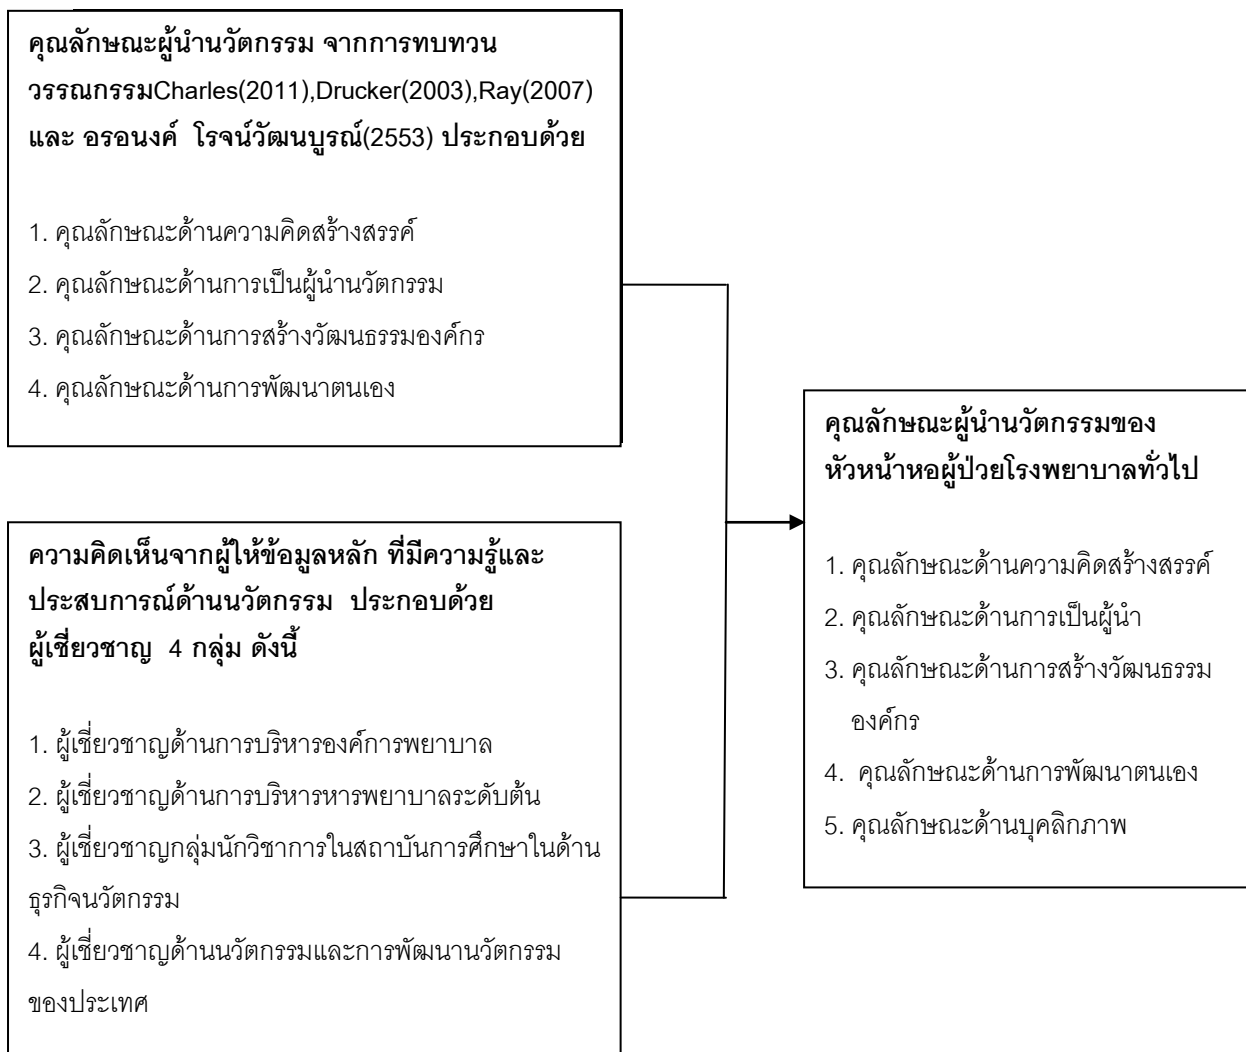 คุณลักษณะผู้นำนวัตกรรม จากการทบทวน
วรรณกรรมCharles(2011),Drucker(2003),Ray(2007)
และ อรอนงค์ โรจน์วัฒนบูรณ์(2553) ประกอบด้วย
1. คุณลักษณะด้านความคิดสร้างสรรค์
2. คุณลักษณะด้านการเป็นผู้นำนวัตกรรม
3. คุณลักษณะด้านการสร้างวัฒนธรรมองค์กร
4. คุณลักษณะด้านการพัฒนาตนเอง
ความคิดเห็นจากผู้ให้ข้อมูลหลัก ที่มีความรู้และ
ประสบการณ์ด้านนวัตกรรม ประกอบด้วย
ผู้เชี่ยวชาญ 4 กลุ่ม ดังนี้
1. ผู้เชี่ยวชาญด้านการบริหารองค์การพยาบาล
2. ผู้เชี่ยวชาญด้านการบริหารหารพยาบาลระดับต้น
3. ผู้เชี่ยวชาญกลุ่มนักวิชาการในสถาบันการศึกษาในด้าน
ธุรกิจนวัตกรรม
4. ผู้เชี่ยวชาญด้านนวัตกรรมและการพัฒนานวัตกรรม
ของประเทศ
คุณลักษณะผู้นำนวัตกรรมของ
หัวหน้าหอผู้ป่วยโรงพยาบาลทั่วไป
1. คุณลักษณะด้านความคิดสร้างสรรค์
2. คุณลักษณะด้านการเป็นผู้นำ
3. คุณลักษณะด้านการสร้างวัฒนธรรม
องค์กร
4. คุณลักษณะด้านการพัฒนาตนเอง
5. คุณลักษณะด้านบุคลิกภาพ